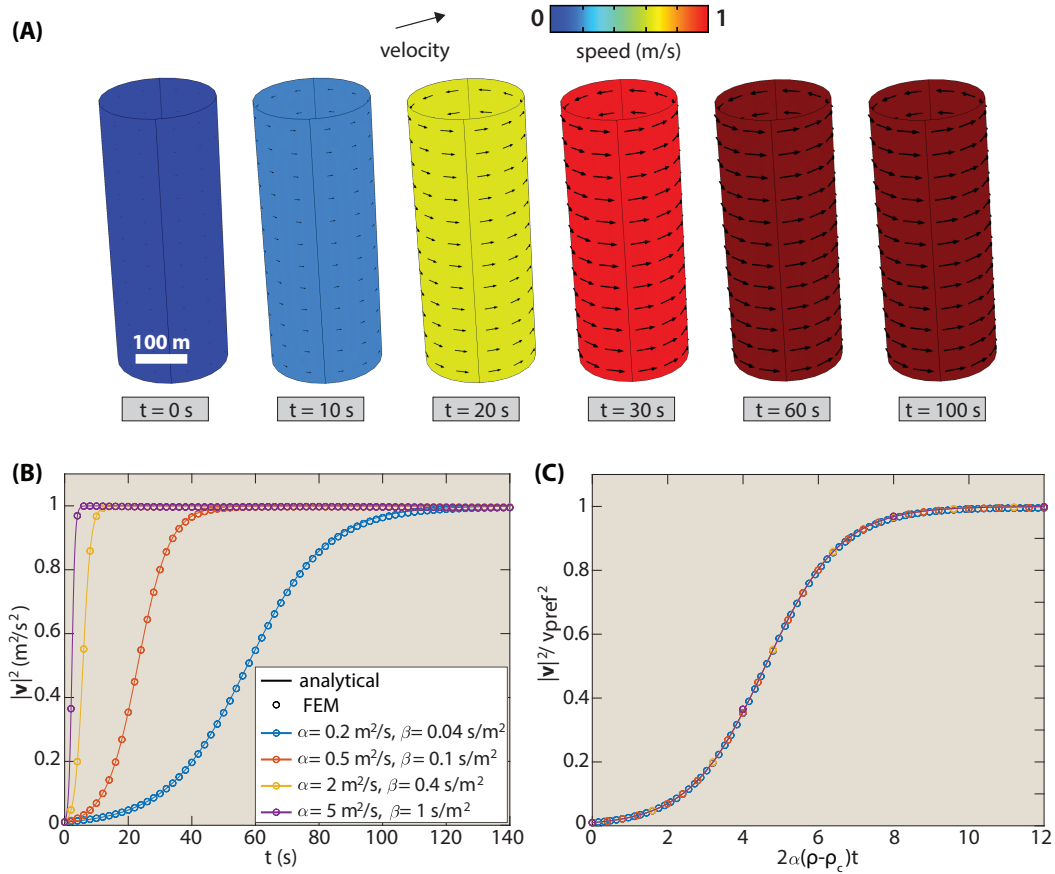 (A)
velocity
0 1
speed (m/s)
100 m
t = 0 s t = 10 s t = 20 s t = 30 s t = 60 s t = 100 s
(B)
1
0.8
0.6
0.4
0.2
0
0 20 40 60 80 100 120 140
|v|² (m²/s²)
t (s)
analytical
FEM
α= 0.2 m²/s, β= 0.04 s/m²
α= 0.5 m²/s, β= 0.1 s/m²
α= 2 m²/s, β= 0.4 s/m²
α= 5 m²/s, β= 1 s/m²
(C)
1
0.8
0.6
0.4
0.2
0
0 2 4 6 8 10 12
|v|²/ vpref²
2α(ρ-ρc)t